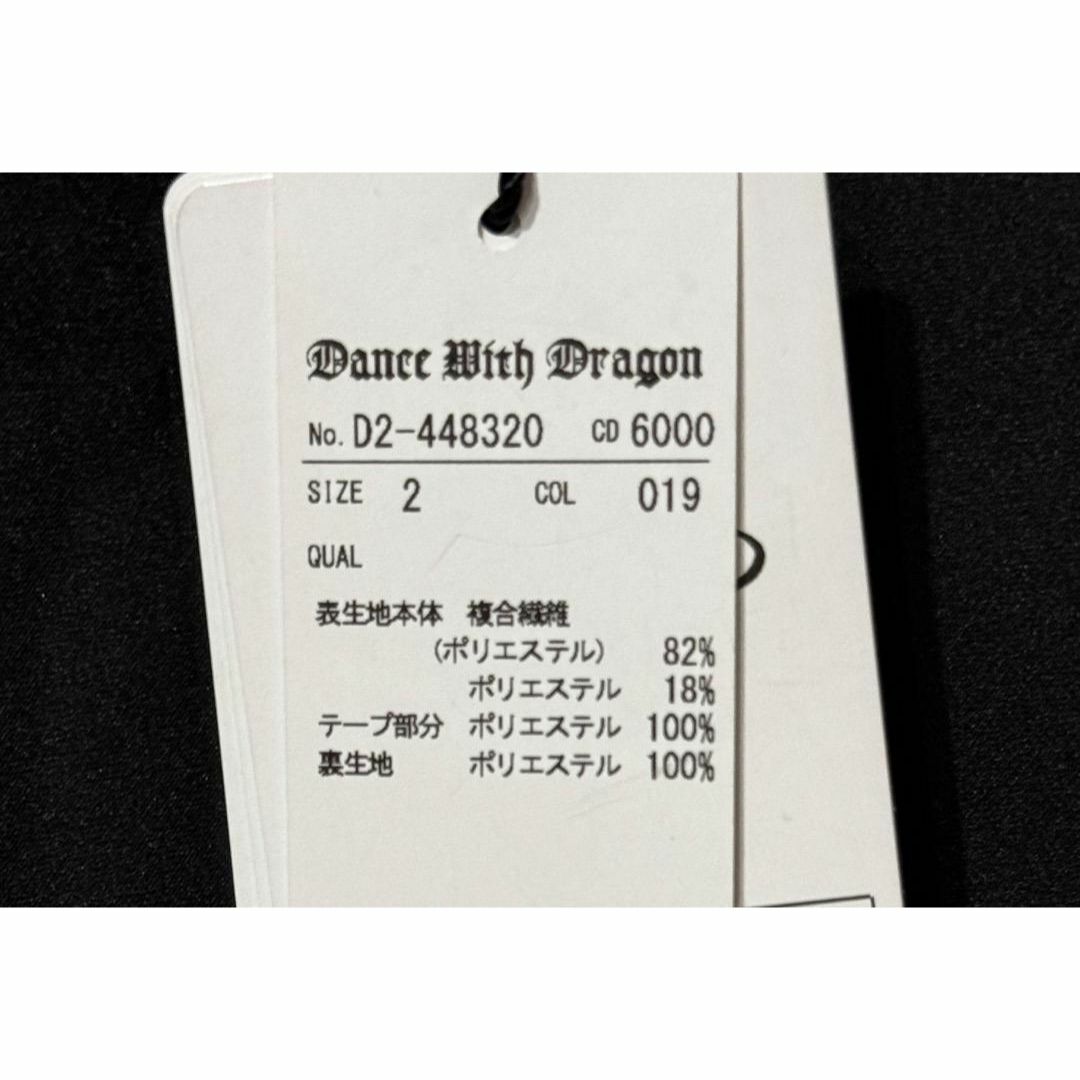 Dance With Dragon
No. D2-448320 CD 6000
SIZE 2 COL 019
QUAL
表生地本体 複合繊維
(ポリエステル) 82%
ポリエステル 18%
テープ部分 ポリエステル 100%
裏生地 ポリエステル 100%